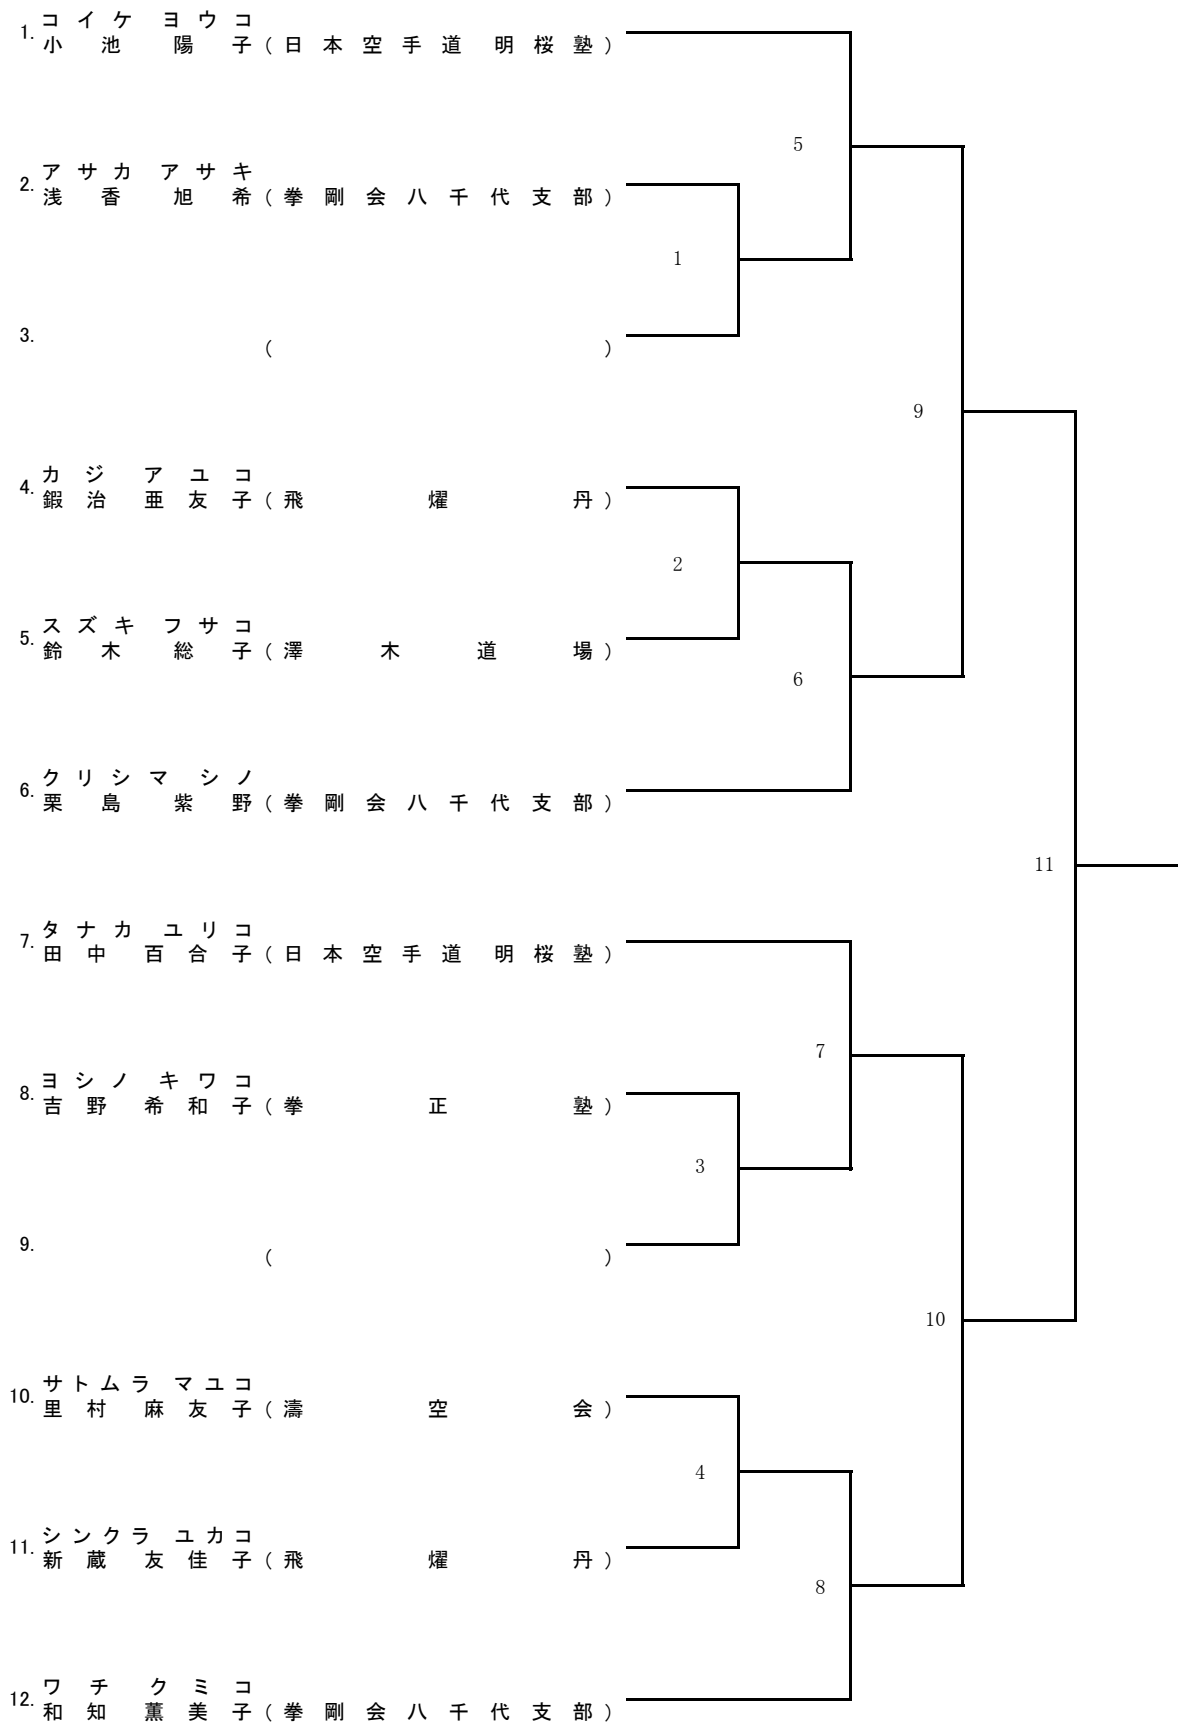 コイケ ヨウコ
1. 小池 陽子 (日本空手道 明桜塾)
5
アサカ アサキ
2. 浅香 旭希 (拳剛会八千代支部)
1
3. ( )
9
カジ アユコ
4. 鍜治 亜友子 (飛燿丹)
2
スズキ フサコ
5. 鈴木 総子 (澤木道場)
6
クリシマ シノ
6. 栗島 紫野 (拳剛会八千代支部)
11
タナカ ユリコ
7. 田中 百合子 (日本空手道 明桜塾)
7
ヨシノ キワコ
8. 吉野 希和子 (拳正塾)
3
9. ( )
10
サトムラ マユコ
10. 里村 麻友子 (濤空会)
4
シンクラ ユカコ
11. 新蔵 友佳子 (飛燿丹)
8
ワチ クミコ
12. 和知 薫美子 (拳剛会八千代支部)